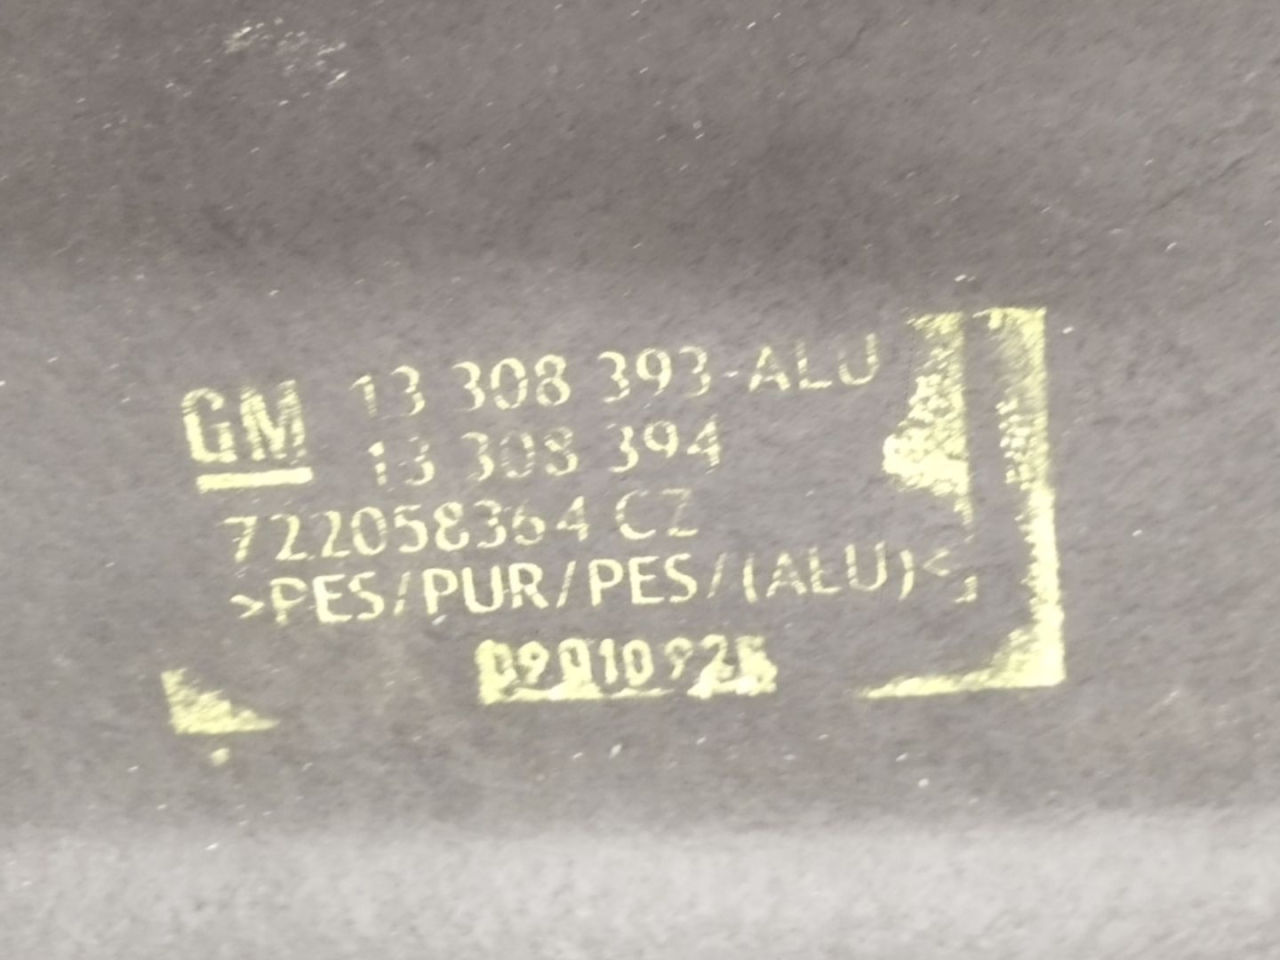 GM 13 308 393-ALU
13 308 394
722058364 CZ
>PES/PUR/PES/(ALU)<